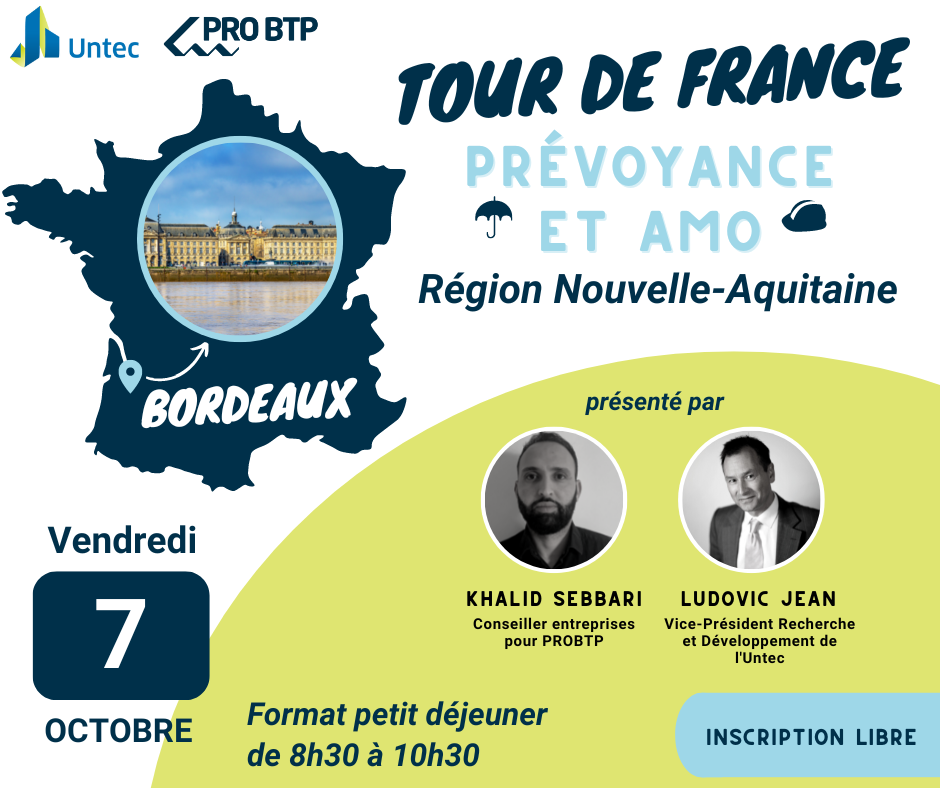 Untec
PRO BTP
TOUR DE FRANCE
PRÉVOYANCE
ET AMO
Région Nouvelle-Aquitaine
BORDEAUX
présenté par
KHALID SEBBARI
Conseiller entreprises
pour PROBTP
LUDOVIC JEAN
Vice-Président Recherche
et Développement de
l'Untec
Vendredi
7
OCTOBRE
Format petit déjeuner
de 8h30 à 10h30
INSCRIPTION LIBRE